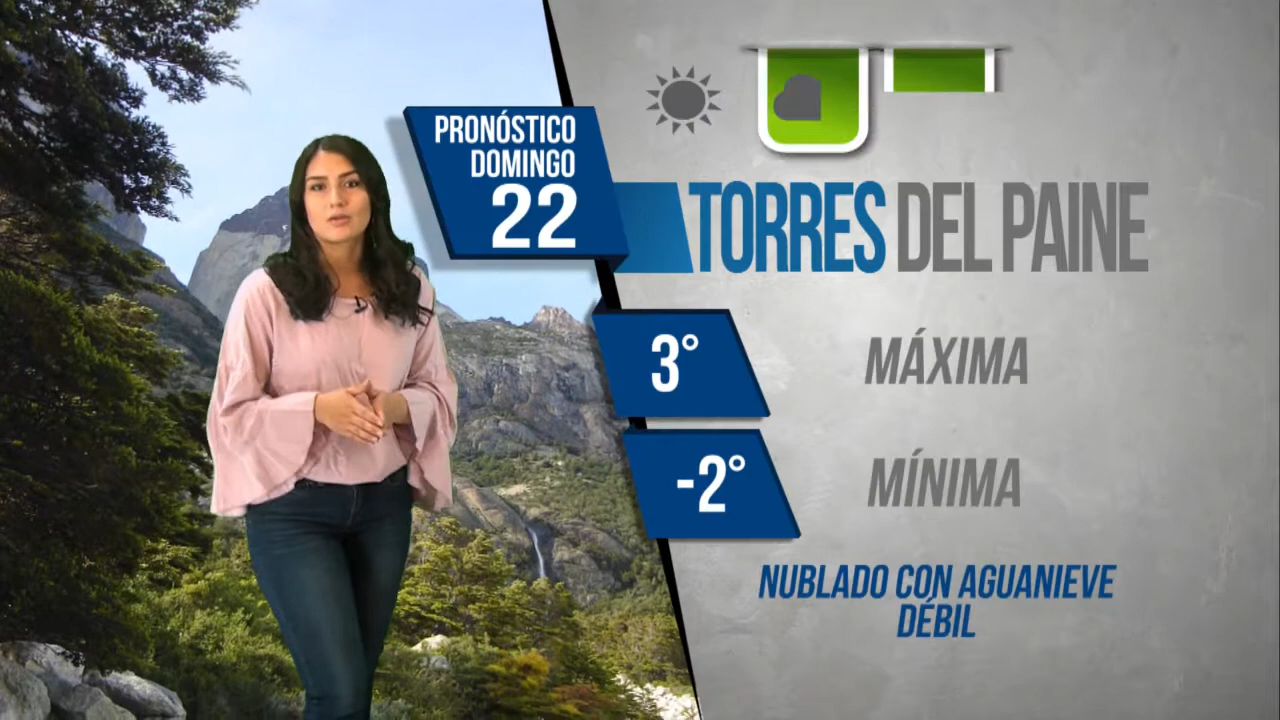 PRONÓSTICO
DOMINGO
22
TORRES DEL PAINE
3° MÁXIMA
-2° MÍNIMA
NUBLADO CON AGUANIEVE
DÉBIL